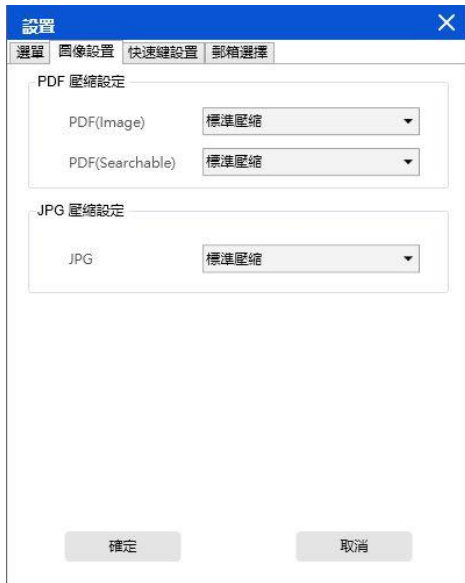 設置
選單 圖像設置 快速鍵設置 郵箱選擇
PDF 壓縮設定
PDF(Image) 標準壓縮
PDF(Searchable) 標準壓縮
JPG 壓縮設定
JPG 標準壓縮
確定 取消